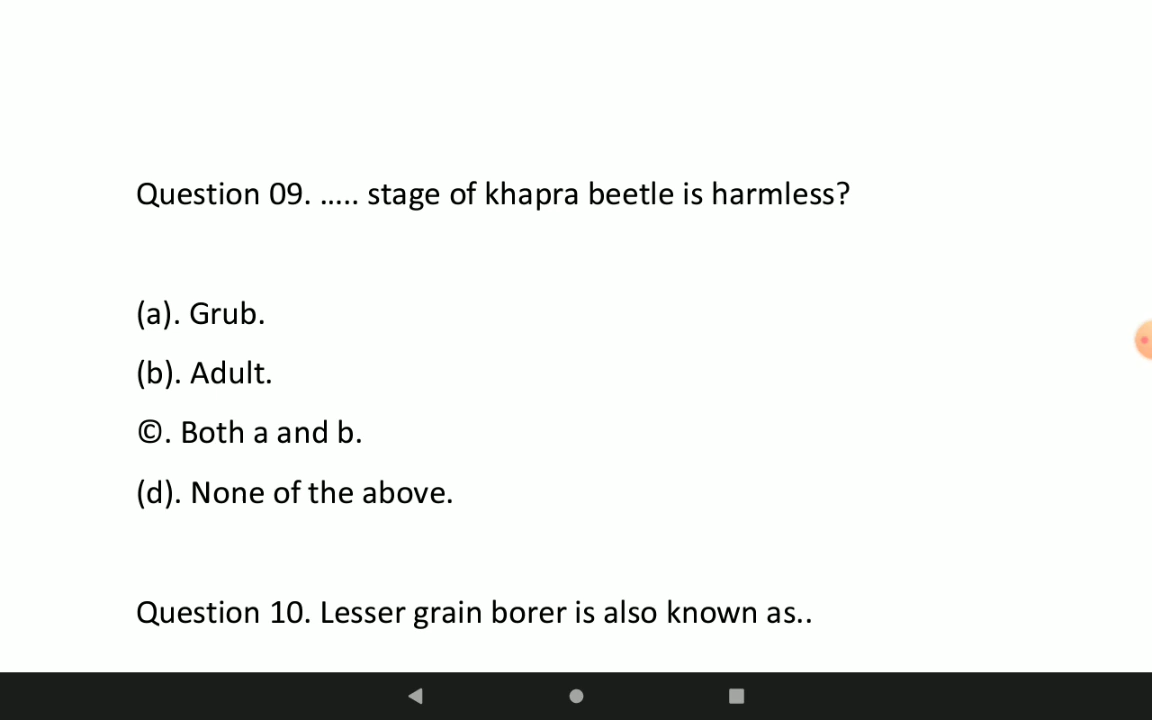 Question 09. ..... stage of khapra beetle is harmless?
(a). Grub.
(b). Adult.
©. Both a and b.
(d). None of the above.
Question 10. Lesser grain borer is also known as..